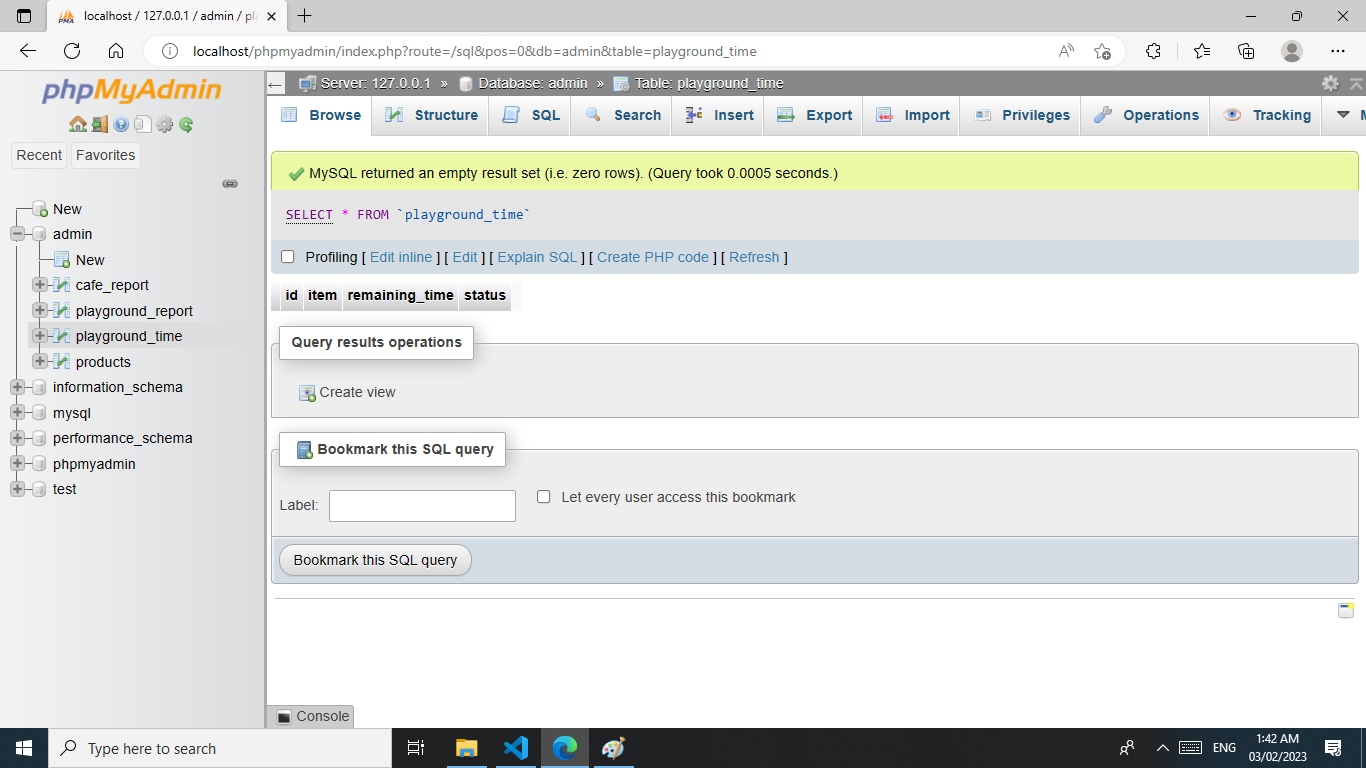 localhost / 127.0.0.1 / admin / pla
localhost/phpmyadmin/index.php?route=/sql&pos=0&db=admin&table=playground_time
phpMyAdmin
Recent Favorites
New
admin
New
cafe_report
playground_report
playground_time
products
information_schema
mysql
performance_schema
phpmyadmin
test
Server: 127.0.0.1 » Database: admin » Table: playground_time
Browse Structure SQL Search Insert Export Import Privileges Operations Tracking
MySQL returned an empty result set (i.e. zero rows). (Query took 0.0005 seconds.)
SELECT * FROM `playground_time`
Profiling [ Edit inline ] [ Edit ] [ Explain SQL ] [ Create PHP code ] [ Refresh ]
id item remaining_time status
Query results operations
Create view
Bookmark this SQL query
Label:
Let every user access this bookmark
Bookmark this SQL query
Console
Type here to search
ENG
1:42 AM
03/02/2023